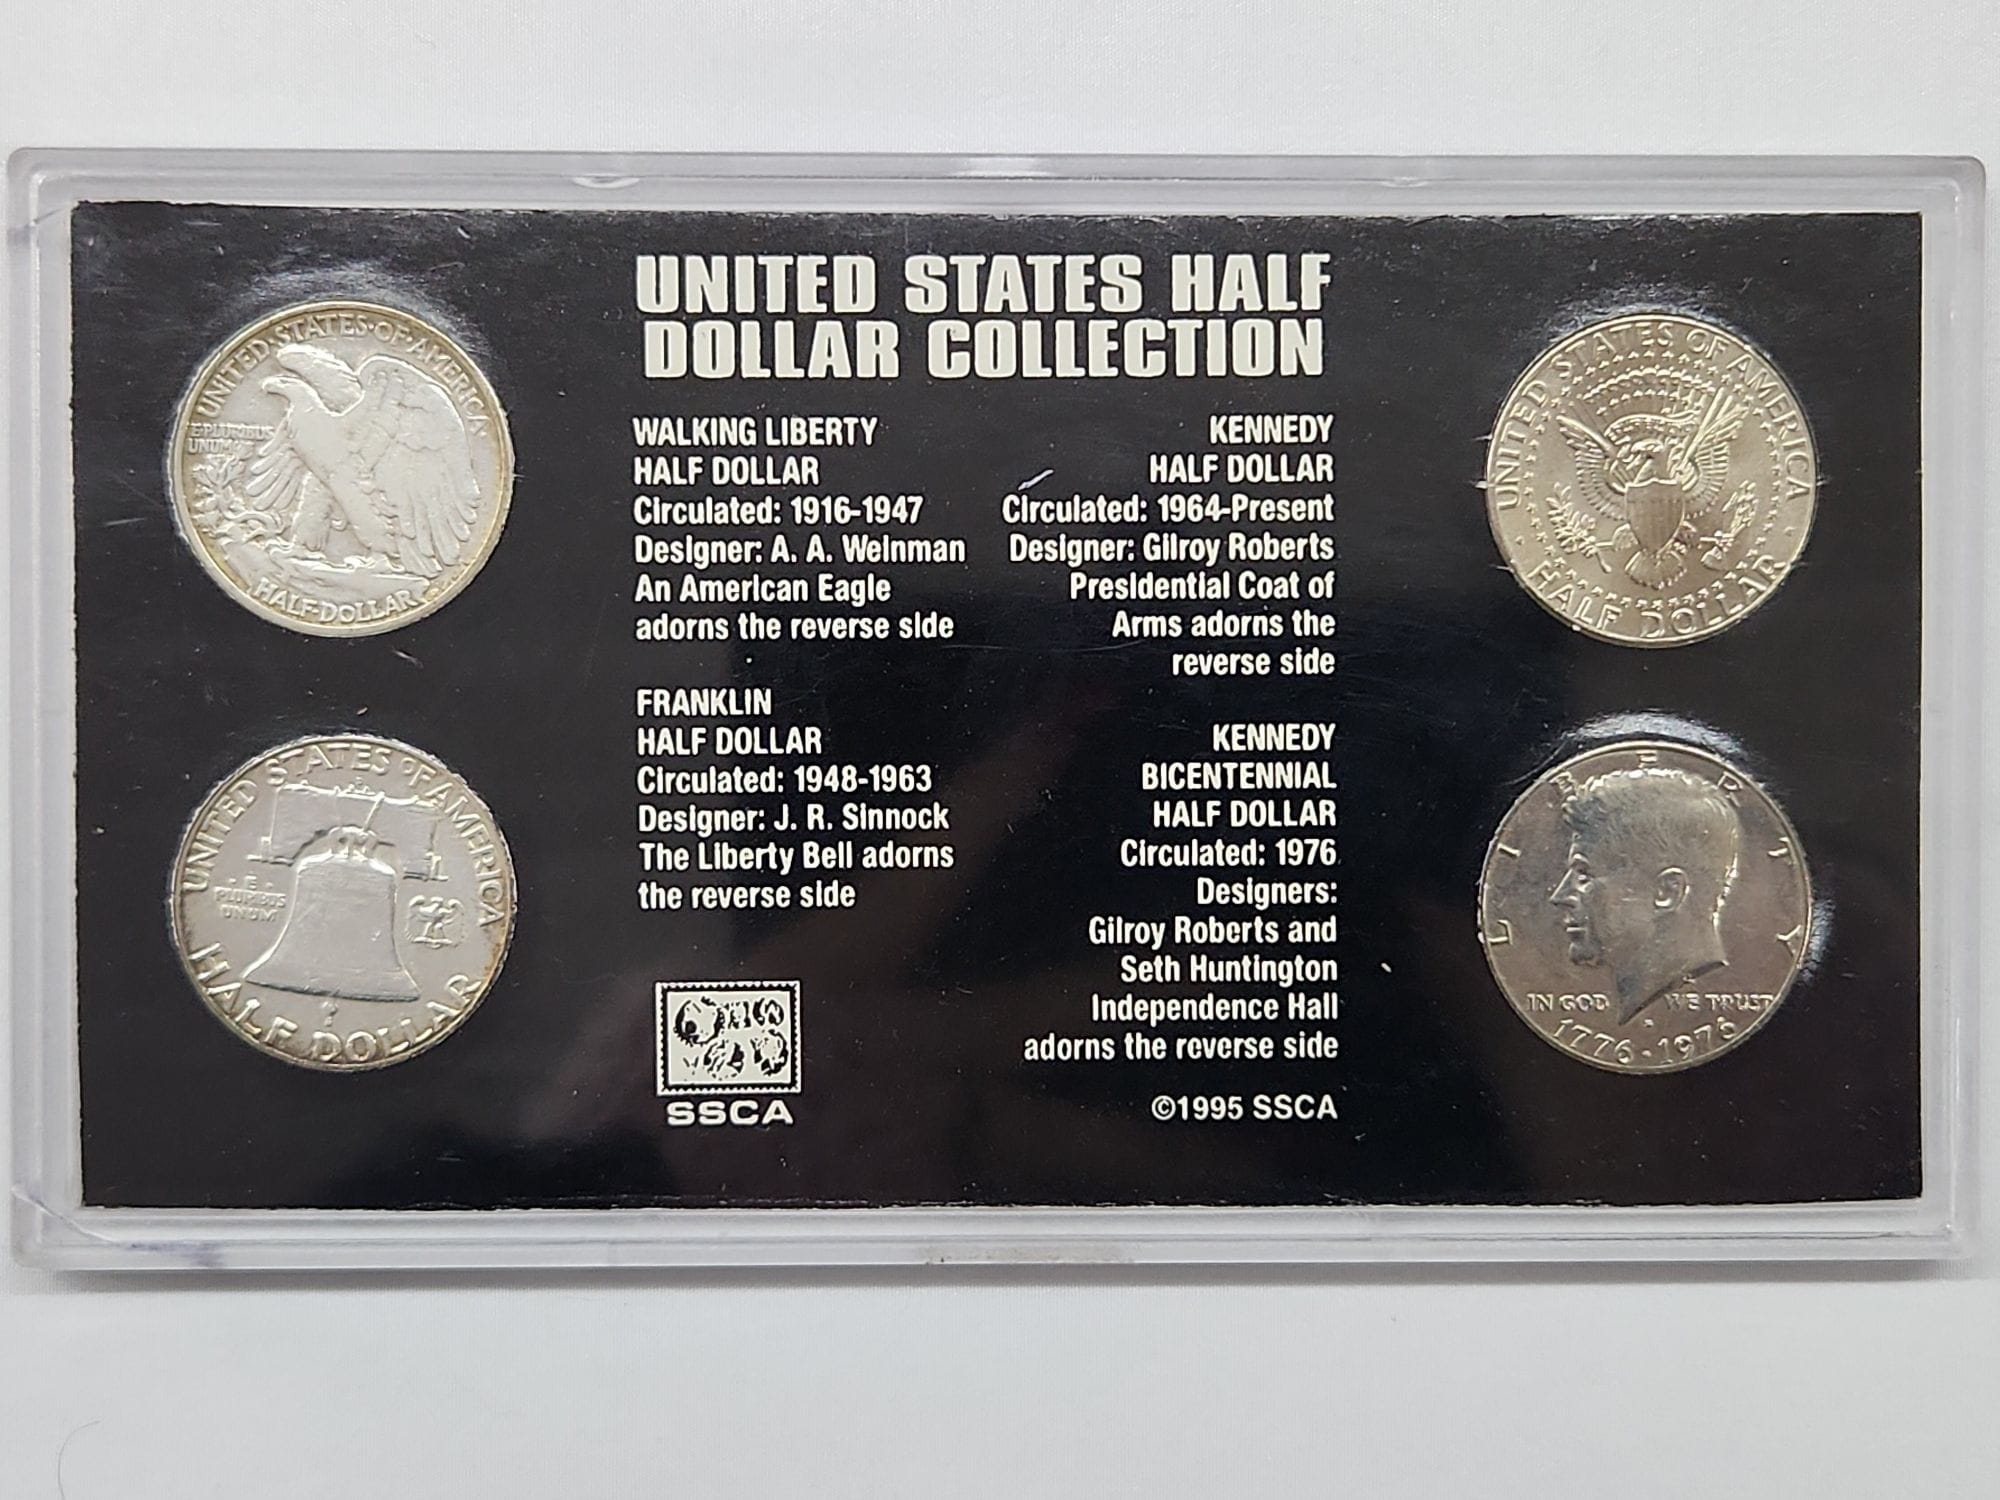 UNITED STATES HALF
DOLLAR COLLECTION
WALKING LIBERTY
HALF DOLLAR
Circulated: 1916-1947
Designer: A. A. Weinman
An American Eagle
adorns the reverse side
FRANKLIN
HALF DOLLAR
Circulated: 1948-1963
Designer: J. R. Sinnock
The Liberty Bell adorns
the reverse side
SSCA
KENNEDY
HALF DOLLAR
Circulated: 1964-Present
Designer: Gilroy Roberts
Presidential Coat of
Arms adorns the
reverse side
KENNEDY
BICENTENNIAL
HALF DOLLAR
Circulated: 1976
Designers:
Gilroy Roberts and
Seth Huntington
Independence Hall
adorns the reverse side
©1995 SSCA
UNITED·STATES·OF·AMERICA
E·PLURIBUS
UNUM
HALF·DOLLAR
UNITED STATES OF AMERICA
·E·
PLURIBUS
UNUM
HALF DOLLAR
UNITED STATES OF AMERICA
HALF DOLLAR
LIBERTY
IN GOD WE TRUST
1776·1976